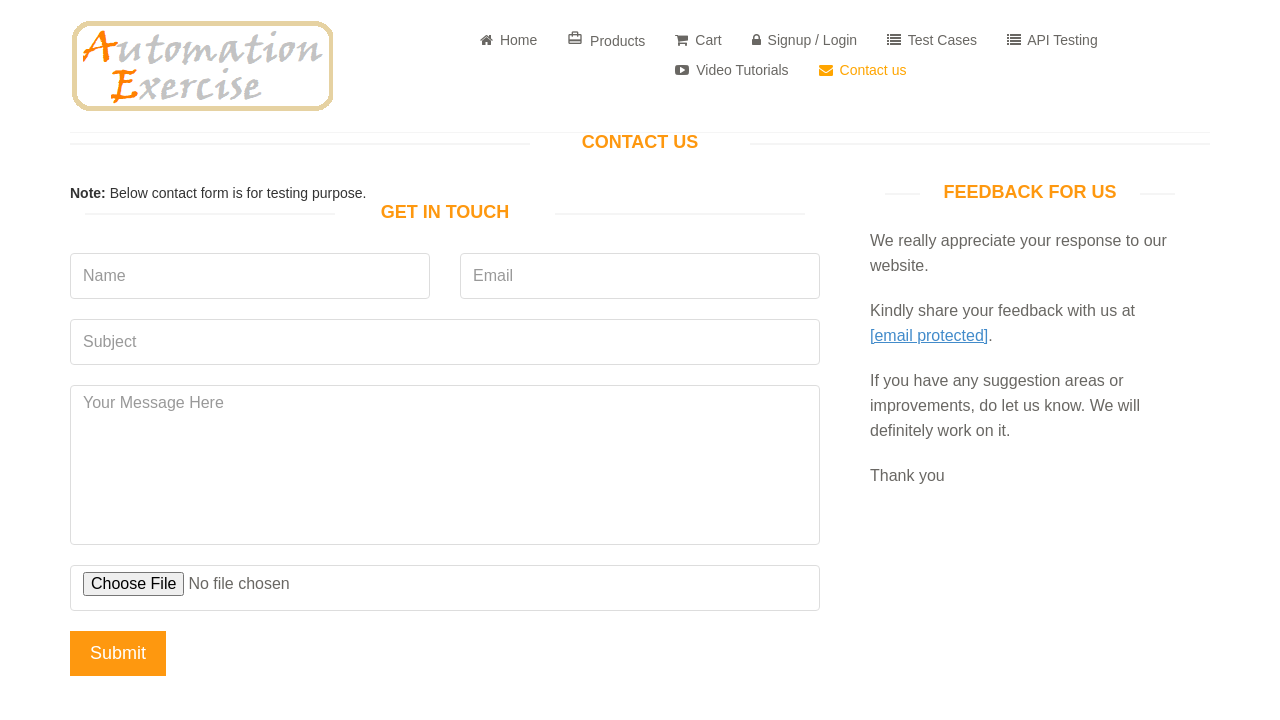 Automation
Exercise
Home
Products
Cart
Signup / Login
Test Cases
API Testing
Video Tutorials
Contact us
CONTACT US
Note: Below contact form is for testing purpose.
GET IN TOUCH
Name
Email
Subject
Your Message Here
Choose File No file chosen
Submit
FEEDBACK FOR US
We really appreciate your response to our
website.
Kindly share your feedback with us at
[email protected].
If you have any suggestion areas or
improvements, do let us know. We will
definitely work on it.
Thank you